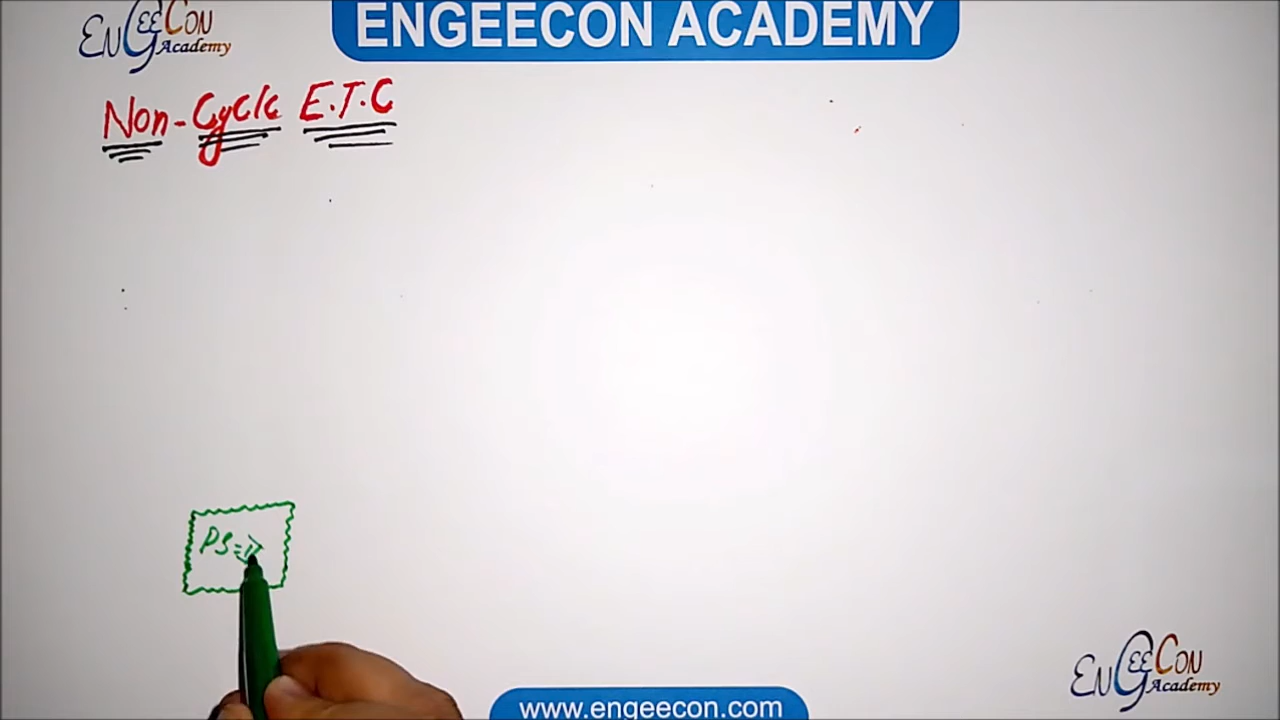 EnGeeCon
Academy
ENGEECON ACADEMY
Non-Cycle E.T.C
PS
EnGeeCon
Academy
www.engeecon.com